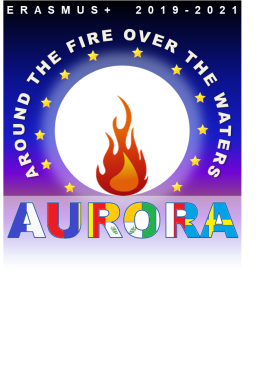 ERASMUS+ 2019-2021
AROUND THE FIRE OVER THE WATERS
AURORA